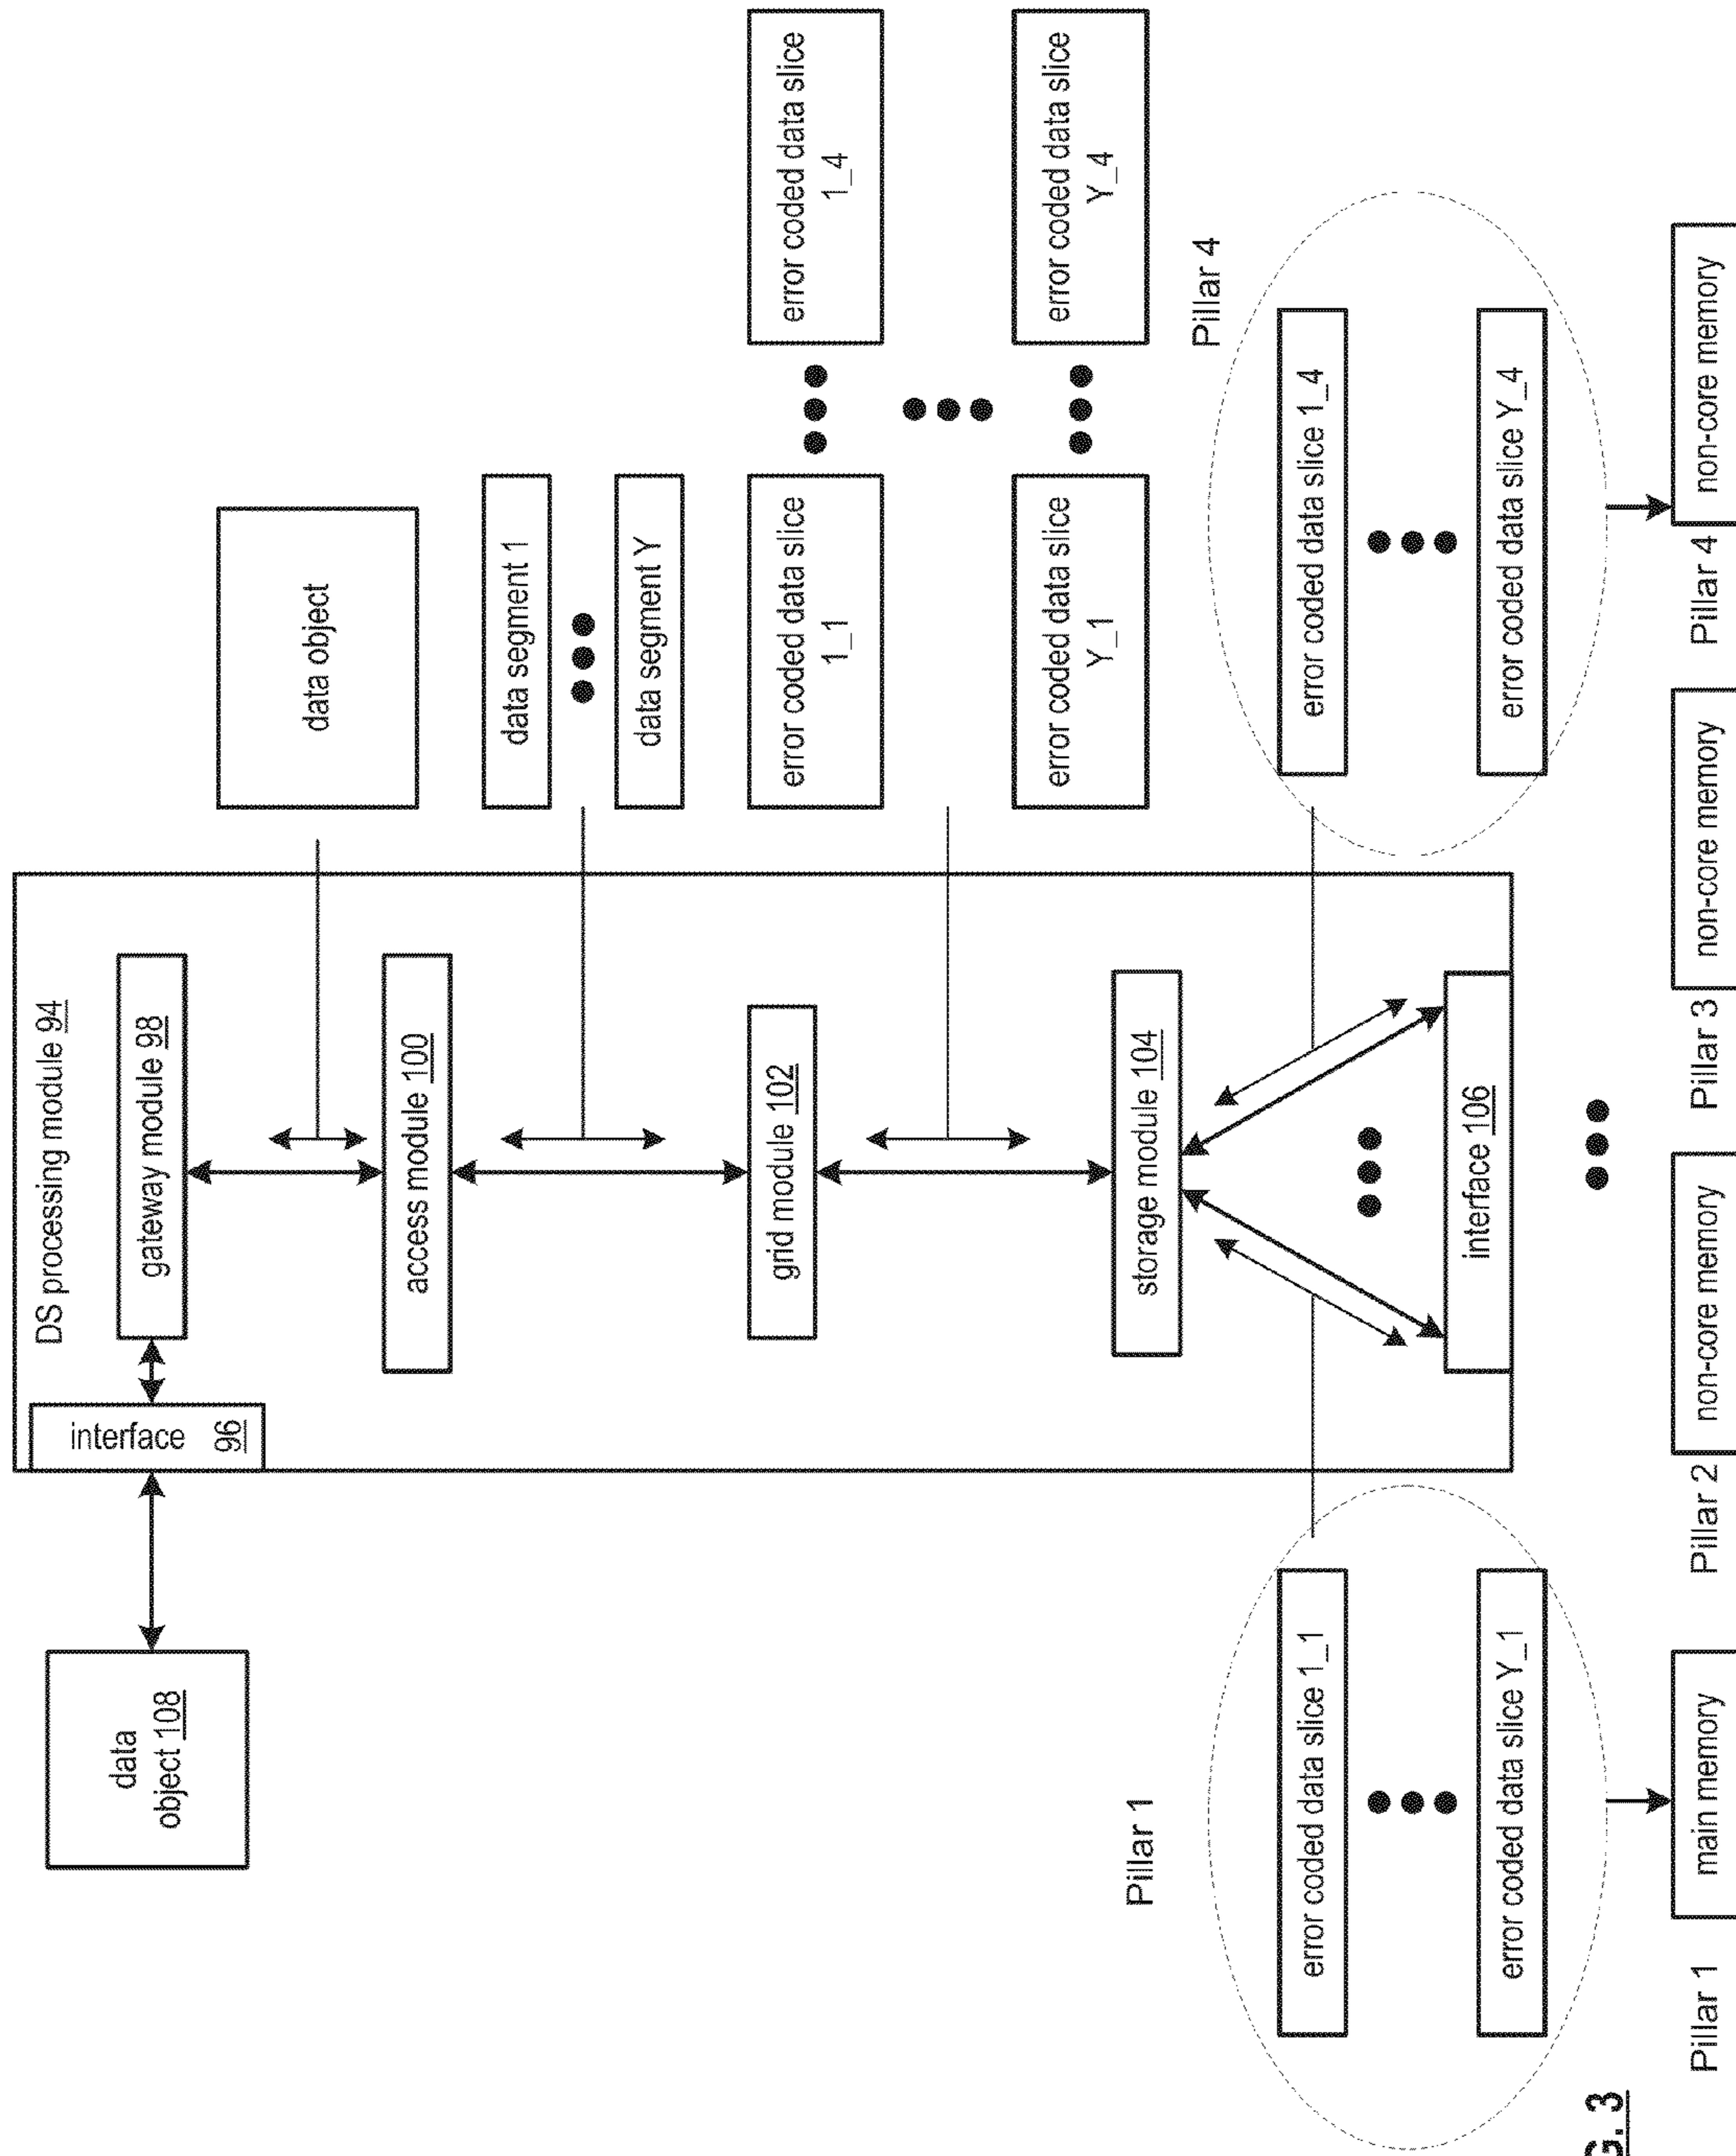 DS processing module 94
data
object 108
interface 96
gateway module 98
data object
access module 100
data segment 1
data segment Y
grid module 102
error coded data slice
1_1
error coded data slice
1_4
error coded data slice
Y_1
error coded data slice
Y_4
storage module 104
Pillar 1
Pillar 4
error coded data slice 1_1
error coded data slice 1_4
interface 106
error coded data slice Y_1
error coded data slice Y_4
Pillar 1
main memory
Pillar 2
non-core memory
Pillar 3
non-core memory
Pillar 4
non-core memory
G. 3